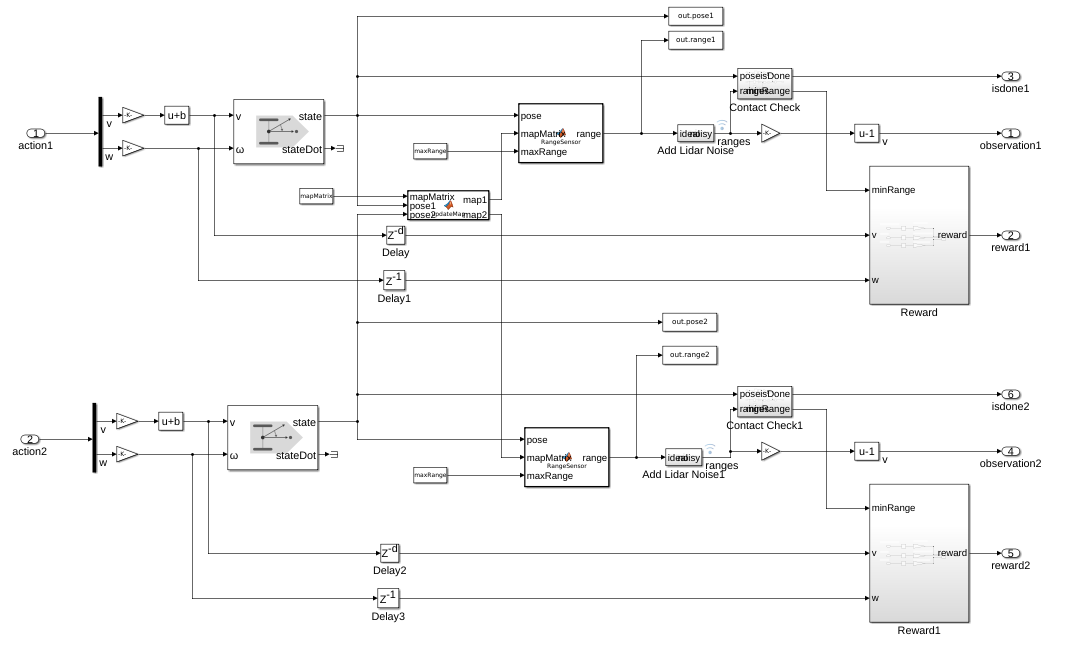 out.pose1
out.range1
pose
isDone
ranges
minRange
Contact Check
3
isdone1
1
action1
v
w
-K-
-K-
u+b
v
ω
state
stateDot
pose
mapMatrix
maxRange
range
RangeSensor
maxRange
ideal
noisy
Add Lidar Noise
ranges
-K-
u-1
v
1
observation1
mapMatrix
mapMatrix
pose1
pose2
map1
map2
updateMap
Z-d
Delay
Z-1
Delay1
minRange
v
w
reward
Reward
2
reward1
out.pose2
out.range2
pose
isDone
ranges
minRange
Contact Check1
6
isdone2
2
action2
v
w
-K-
-K-
u+b
v
ω
state
stateDot
pose
mapMatrix
maxRange
range
RangeSensor
maxRange
ideal
noisy
Add Lidar Noise1
ranges
-K-
u-1
v
4
observation2
Z-d
Delay2
Z-1
Delay3
minRange
v
w
reward
Reward1
5
reward2